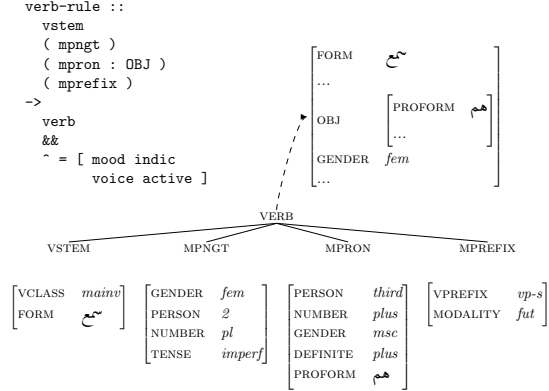 verb-rule ::
vstem
( mpngt )
( mpron : OBJ )
( mprefix )
->
verb
&&
^ = [ mood indic
voice active ]
FORM سمع
...
OBJ PROFORM هم
...
GENDER fem
...
VERB
VSTEM MPNGT MPRON MPREFIX
VCLASS mainv
FORM سمع
GENDER fem
PERSON 2
NUMBER pl
TENSE imperf
PERSON third
NUMBER plus
GENDER msc
DEFINITE plus
PROFORM هم
VPREFIX vp-s
MODALITY fut